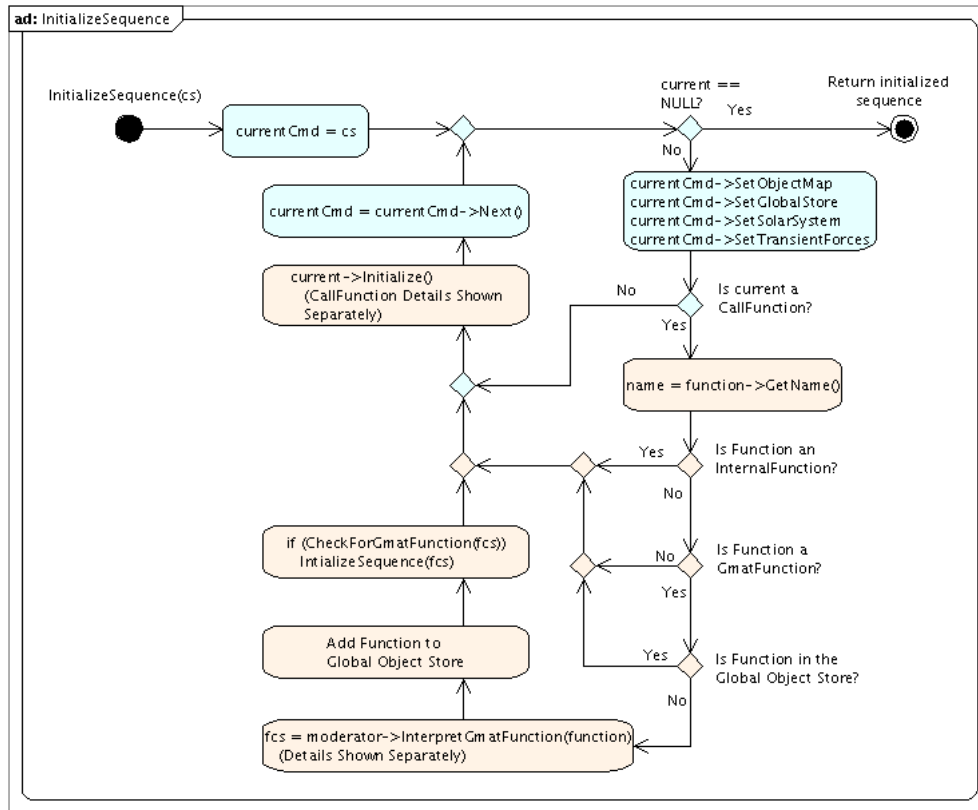 ad: InitializeSequence
InitializeSequence(cs)
currentCmd = cs
current ==
NULL?
Yes
Return initialized
sequence
No
currentCmd->SetObjectMap
currentCmd->SetGlobalStore
currentCmd->SetSolarSystem
currentCmd->SetTransientForces
currentCmd = currentCmd->Next()
current->Initialize()
(CallFunction Details Shown
Separately)
No
Is current a
CallFunction?
Yes
name = function->GetName()
Yes
Is Function an
InternalFunction?
No
if (CheckForGmatFunction(fcs))
IntializeSequence(fcs)
No
Is Function a
GmatFunction?
Yes
Add Function to
Global Object Store
Yes
Is Function in the
Global Object Store?
No
fcs = moderator->InterpretGmatFunction(function)
(Details Shown Separately)